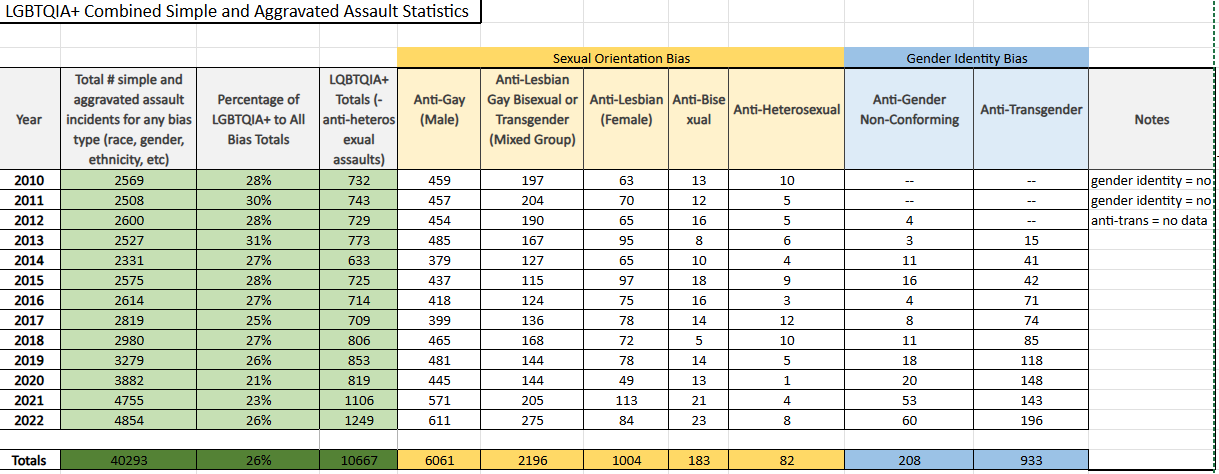 LGBTQIA+ Combined Simple and Aggravated Assault Statistics
Sexual Orientation Bias Gender Identity Bias
Year
Total # simple and
aggravated assault
incidents for any bias
type (race, gender,
ethnicity, etc)
Percentage of
LGBTQIA+ to All
Bias Totals
LQBTQIA+
Totals (-
anti-heteros
exual
assaults)
Anti-Gay
(Male)
Anti-Lesbian
Gay Bisexual or
Transgender
(Mixed Group)
Anti-Lesbian
(Female)
Anti-Bise
xual
Anti-Heterosexual
Anti-Gender
Non-Conforming
Anti-Transgender
Notes
2010 2569 28% 732 459 197 63 13 10 -- -- gender identity = no
2011 2508 30% 743 457 204 70 12 5 -- -- gender identity = no
2012 2600 28% 729 454 190 65 16 5 4 -- anti-trans = no data
2013 2527 31% 773 485 167 95 8 6 3 15
2014 2331 27% 633 379 127 65 10 4 11 41
2015 2575 28% 725 437 115 97 18 9 16 42
2016 2614 27% 714 418 124 75 16 3 4 71
2017 2819 25% 709 399 136 78 14 12 8 74
2018 2980 27% 806 465 168 72 5 10 11 85
2019 3279 26% 853 481 144 78 14 5 18 118
2020 3882 21% 819 445 144 49 13 1 20 148
2021 4755 23% 1106 571 205 113 21 4 53 143
2022 4854 26% 1249 611 275 84 23 8 60 196
Totals 40293 26% 10667 6061 2196 1004 183 82 208 933